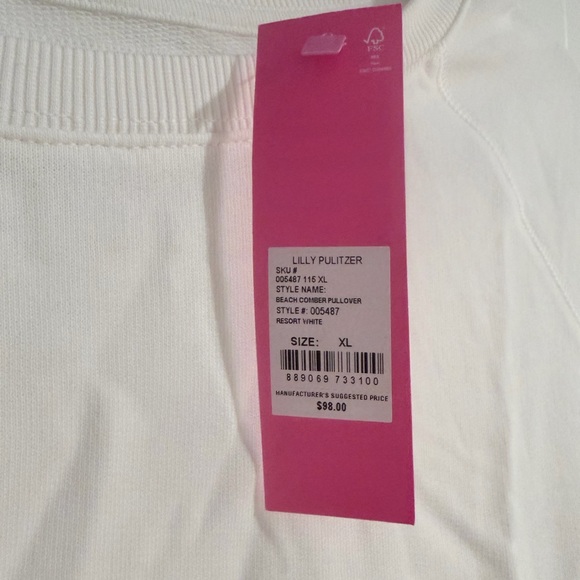 FSC
LILLY PULITZER
SKU #
005487 115 XL
STYLE NAME:
BEACH COMBER PULLOVER
STYLE #: 005487
RESORT WHITE
SIZE: XL
889069 733100
MANUFACTURER'S SUGGESTED PRICE
$98.00